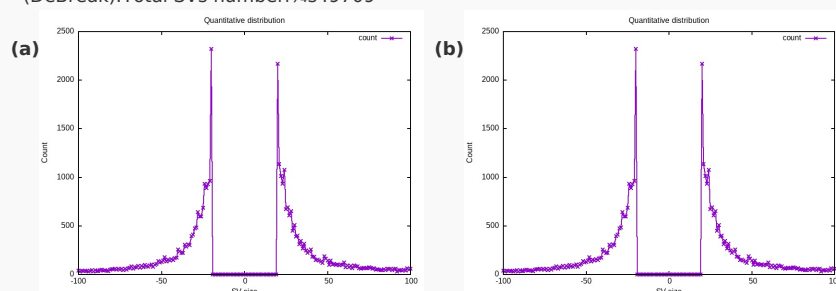 (DeBreak).Total SVs number:¼349709
(a)
Quantitative distribution
count
Count
2500
2000
1500
1000
500
0
-100 -50 0 50 100
SV size
(b)
Quantitative distribution
count
Count
2500
2000
1500
1000
500
0
-100 -50 0 50 100
SV size